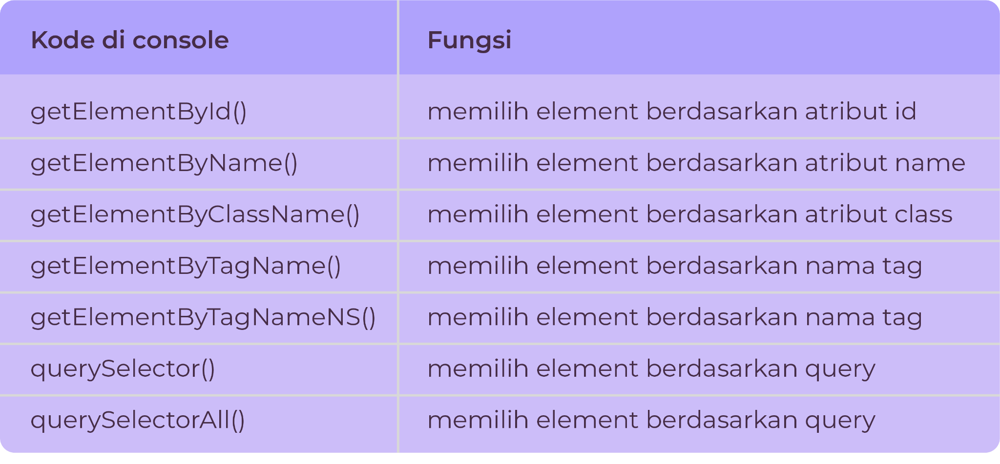 Kode di console Fungsi
getElementById() memilih element berdasarkan atribut id
getElementByName() memilih element berdasarkan atribut name
getElementByClassName() memilih element berdasarkan atribut class
getElementByTagName() memilih element berdasarkan nama tag
getElementByTagNameNS() memilih element berdasarkan nama tag
querySelector() memilih element berdasarkan query
querySelectorAll() memilih element berdasarkan query